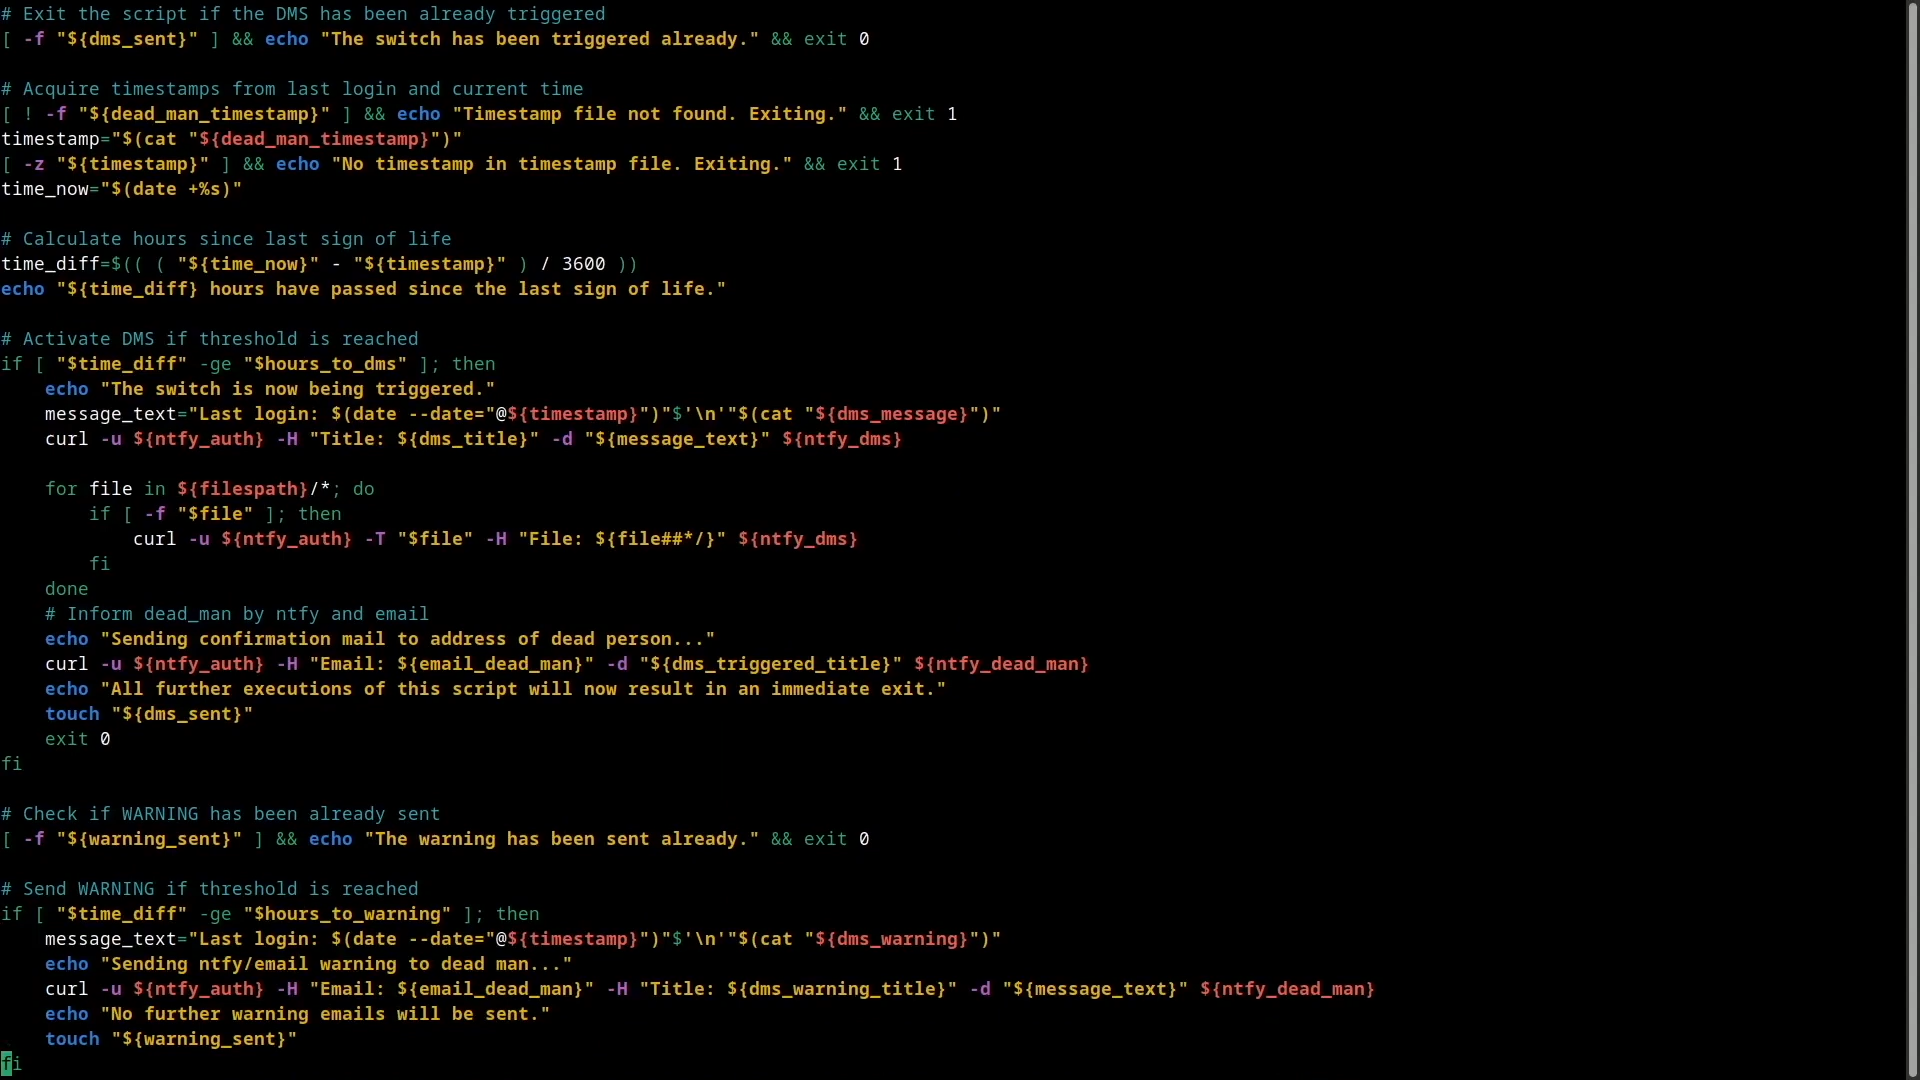 # Exit the script if the DMS has been already triggered
[ -f "${dms_sent}" ] && echo "The switch has been triggered already." && exit 0

# Acquire timestamps from last login and current time
[ ! -f "${dead_man_timestamp}" ] && echo "Timestamp file not found. Exiting." && exit 1
timestamp="$(cat "${dead_man_timestamp}")"
[ -z "${timestamp}" ] && echo "No timestamp in timestamp file. Exiting." && exit 1
time_now="$(date +%s)"

# Calculate hours since last sign of life
time_diff=$(( ( "${time_now}" - "${timestamp}" ) / 3600 ))
echo "${time_diff} hours have passed since the last sign of life."

# Activate DMS if threshold is reached
if [ "$time_diff" -ge "$hours_to_dms" ]; then
    echo "The switch is now being triggered."
    message_text="Last login: $(date --date="@${timestamp}")"$'\n'"$(cat "${dms_message}")"
    curl -u ${ntfy_auth} -H "Title: ${dms_title}" -d "${message_text}" ${ntfy_dms}

    for file in ${filespath}/*; do
        if [ -f "$file" ]; then
            curl -u ${ntfy_auth} -T "$file" -H "File: ${file##*/}" ${ntfy_dms}
        fi
    done
    # Inform dead_man by ntfy and email
    echo "Sending confirmation mail to address of dead person..."
    curl -u ${ntfy_auth} -H "Email: ${email_dead_man}" -d "${dms_triggered_title}" ${ntfy_dead_man}
    echo "All further executions of this script will now result in an immediate exit."
    touch "${dms_sent}"
    exit 0
fi

# Check if WARNING has been already sent
[ -f "${warning_sent}" ] && echo "The warning has been sent already." && exit 0

# Send WARNING if threshold is reached
if [ "$time_diff" -ge "$hours_to_warning" ]; then
    message_text="Last login: $(date --date="@${timestamp}")"$'\n'"$(cat "${dms_warning}")"
    echo "Sending ntfy/email warning to dead man..."
    curl -u ${ntfy_auth} -H "Email: ${email_dead_man}" -H "Title: ${dms_warning_title}" -d "${message_text}" ${ntfy_dead_man}
    echo "No further warning emails will be sent."
    touch "${warning_sent}"
fi